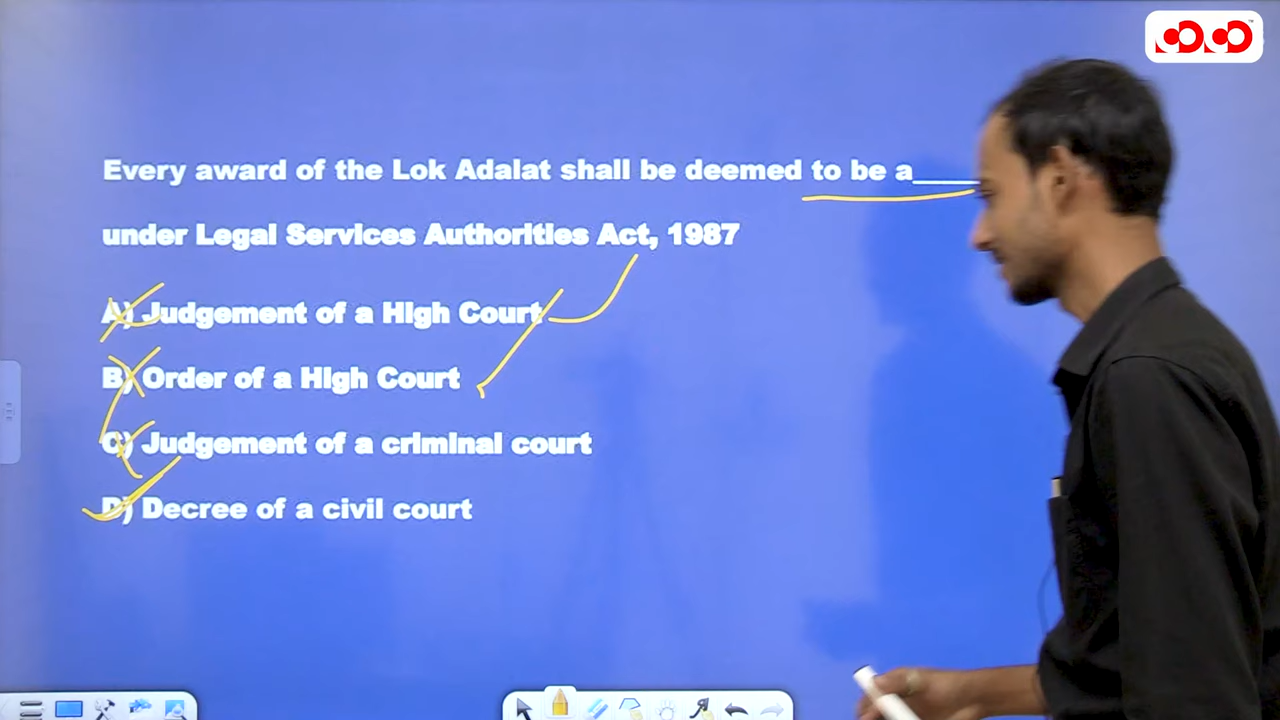 Every award of the Lok Adalat shall be deemed to be a____
under Legal Services Authorities Act, 1987
A) Judgement of a High Court
B) Order of a High Court
C) Judgement of a criminal court
D) Decree of a civil court